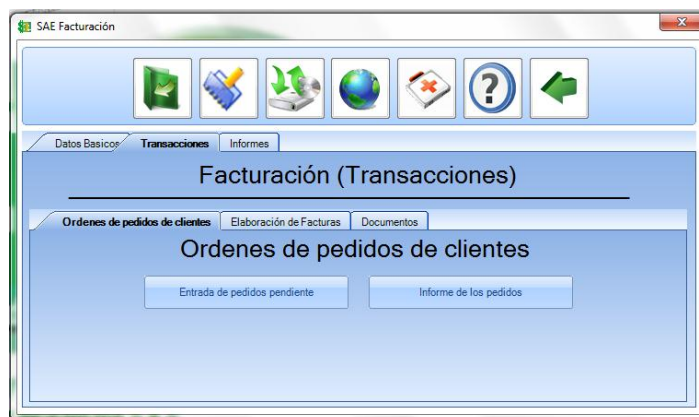 SAE Facturación
Datos Basicos Transacciones Informes
Facturación (Transacciones)
Ordenes de pedidos de clientes Elaboración de Facturas Documentos
Ordenes de pedidos de clientes
Entrada de pedidos pendiente Informe de los pedidos